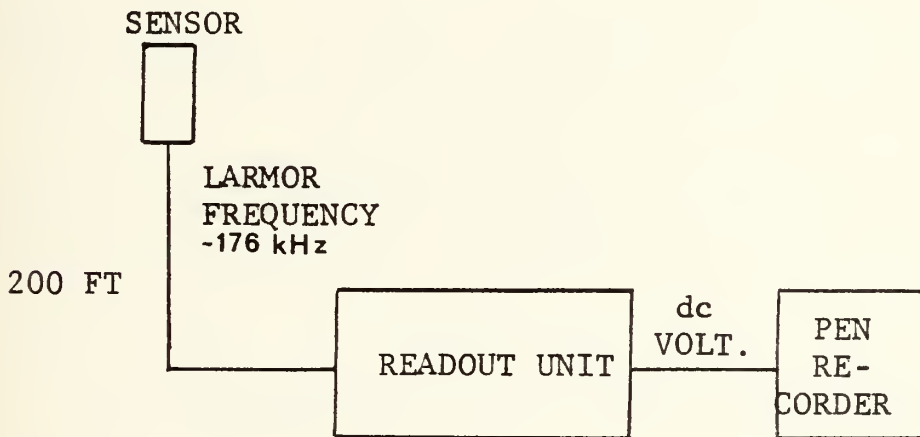 SENSOR
LARMOR
FREQUENCY
~176 kHz
200 FT
READOUT UNIT
dc
VOLT.
PEN
RE-
CORDER